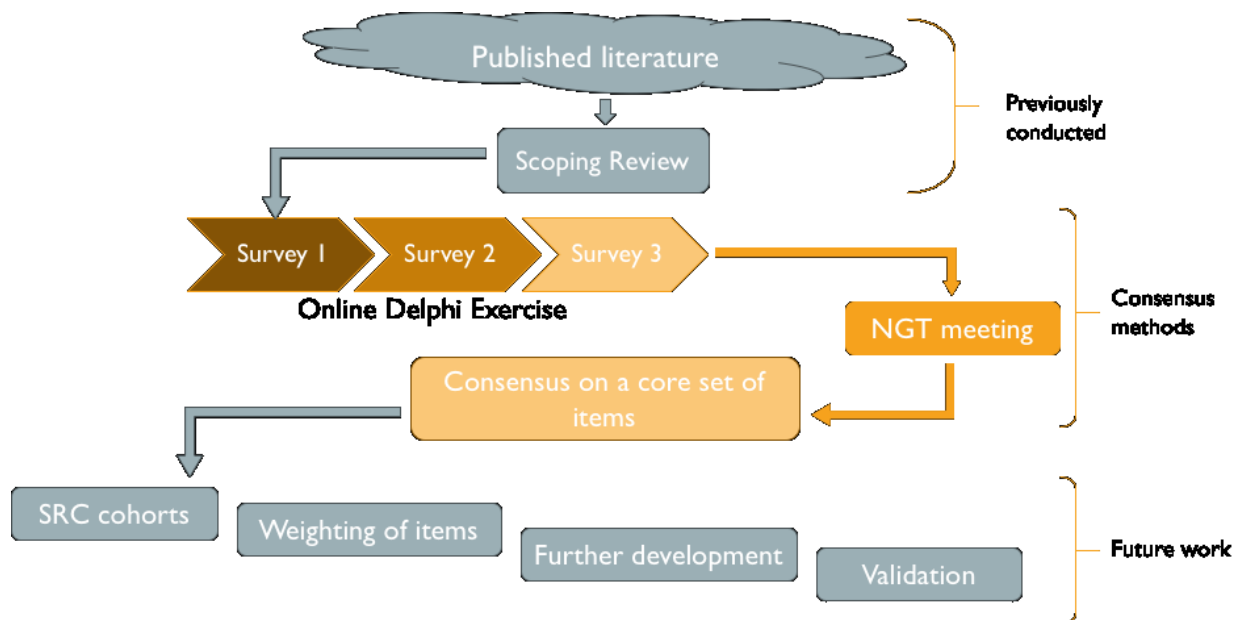 Published literature
Previously
conducted
Scoping Review
Survey 1
Survey 2
Survey 3
Online Delphi Exercise
Consensus
methods
NGT meeting
Consensus on a core set of
items
SRC cohorts
Weighting of items
Further development
Validation
Future work